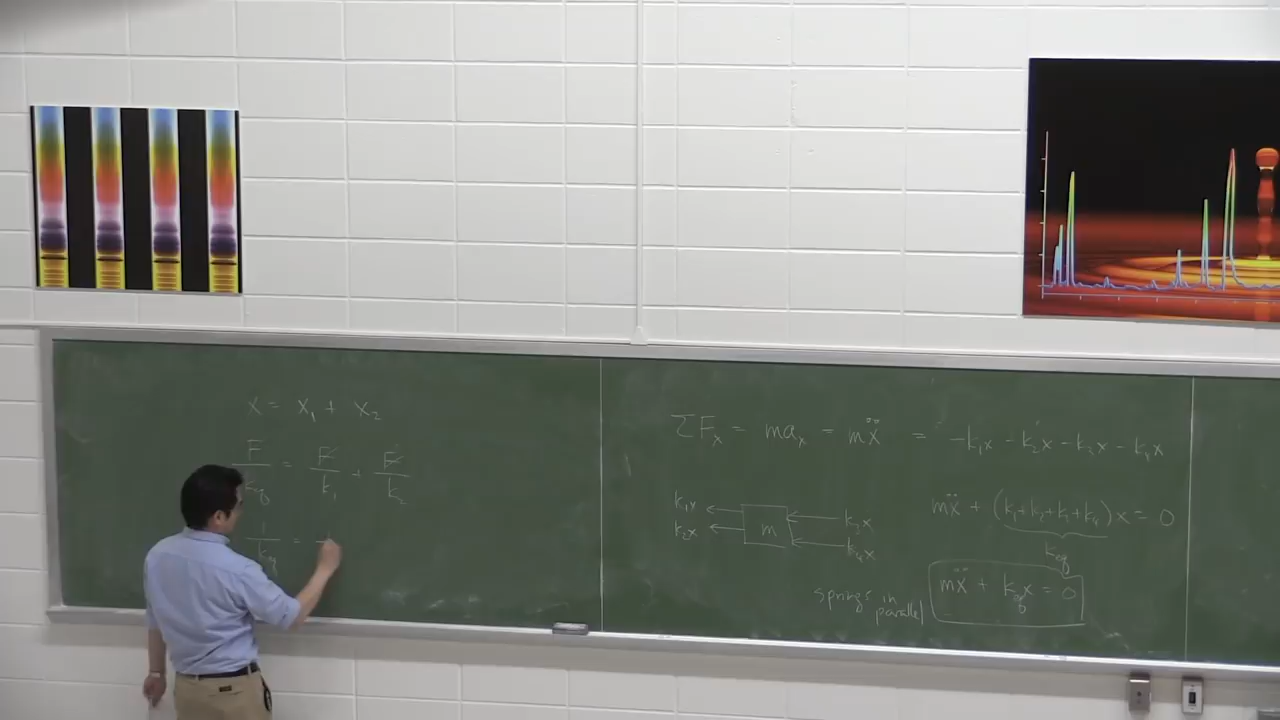 x = x₁ + x₂
F/k_eq = F/k₁ + F/k₂
1/k_eq =
ΣFₓ = maₓ = mẍ = -k₁x - k₂x - k₃x - k₄x
k₁x
k₂x
m
k₃x
k₄x
mẍ + (k₁+k₂+k₃+k₄)x = 0
k_eq
springs in parallel
mẍ + k_eq x = 0